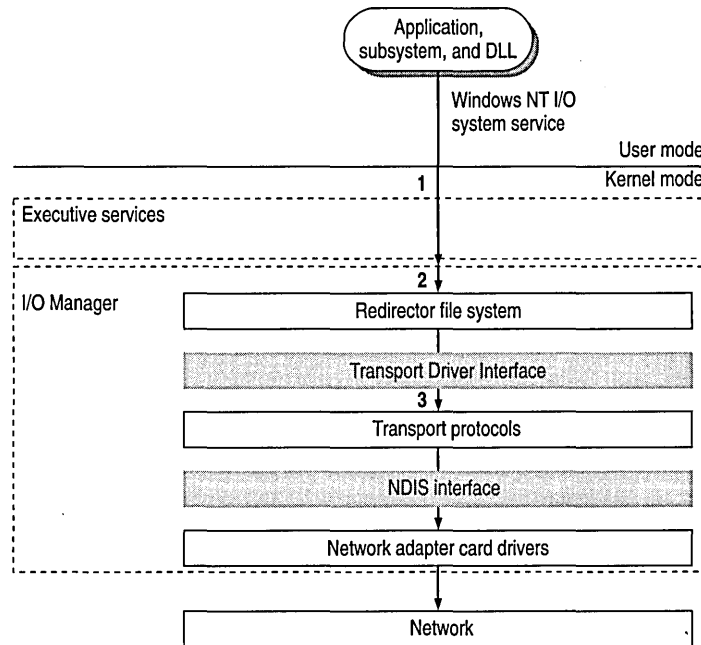 Application,
subsystem, and DLL
Windows NT I/O
system service
User mode
1
Kernel mode
Executive services
2
I/O Manager
Redirector file system
Transport Driver Interface
3
Transport protocols
NDIS interface
Network adapter card drivers
Network